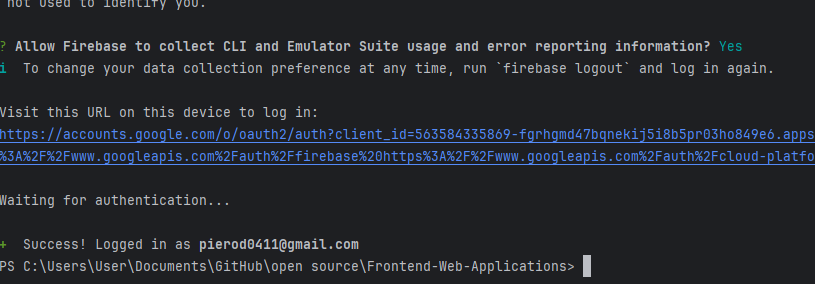 not used to identify you.
? Allow Firebase to collect CLI and Emulator Suite usage and error reporting information? Yes
i  To change your data collection preference at any time, run `firebase logout` and log in again.
Visit this URL on this device to log in:
https://accounts.google.com/o/oauth2/auth?client_id=563584335869-fgrhgmd47bqnekij5i8b5pr03ho849e6.apps
%3A%2F%2Fwww.googleapis.com%2Fauth%2Ffirebase%20https%3A%2F%2Fwww.googleapis.com%2Fauth%2Fcloud-platfo
Waiting for authentication...
+  Success! Logged in as pierod0411@gmail.com
PS C:\Users\User\Documents\GitHub\open source\Frontend-Web-Applications>